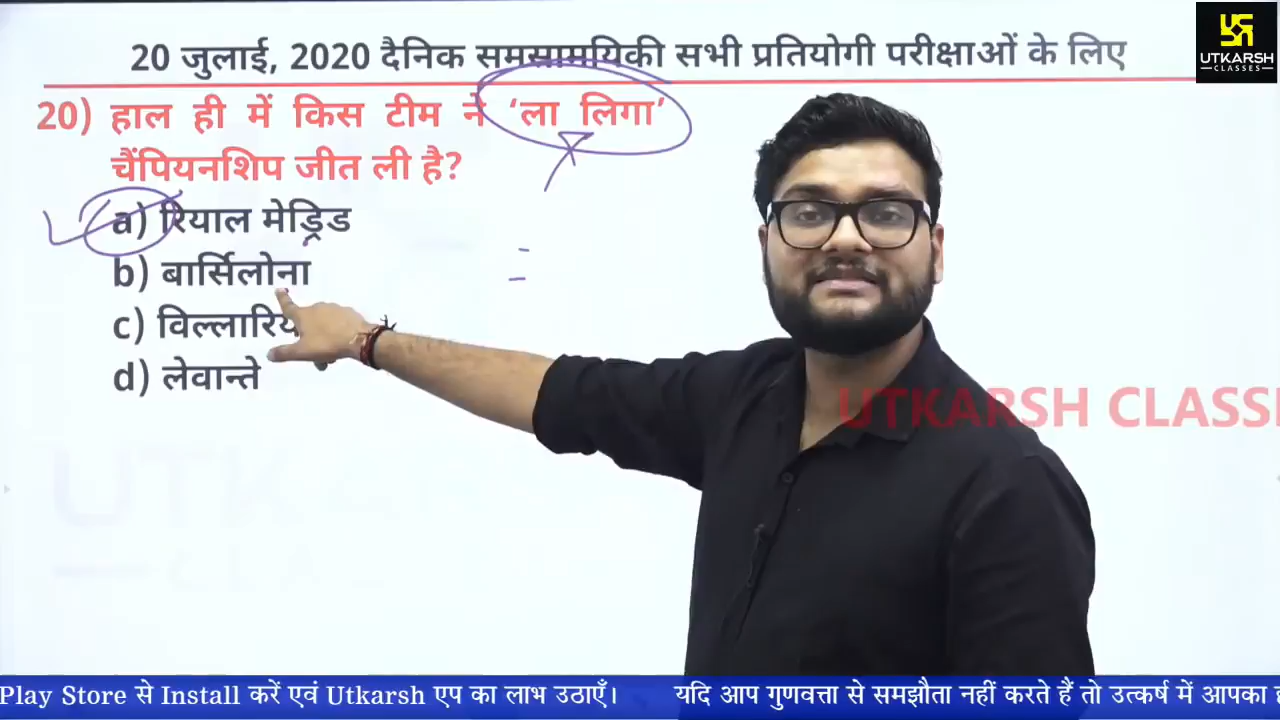 UTKARSH
CLASSES
20 जुलाई, 2020 दैनिक समसामयिकी सभी प्रतियोगी परीक्षाओं के लिए
20) हाल ही में किस टीम ने ‘ला लिगा’
चैंपियनशिप जीत ली है?
a) रियाल मेड्रिड
b) बार्सिलोना
c) विल्लारिय
d) लेवान्ते
UTKARSH CLASSE
Play Store से Install करें एवं Utkarsh एप का लाभ उठाएँ। यदि आप गुणवत्ता से समझौता नहीं करते हैं तो उत्कर्ष में आपका